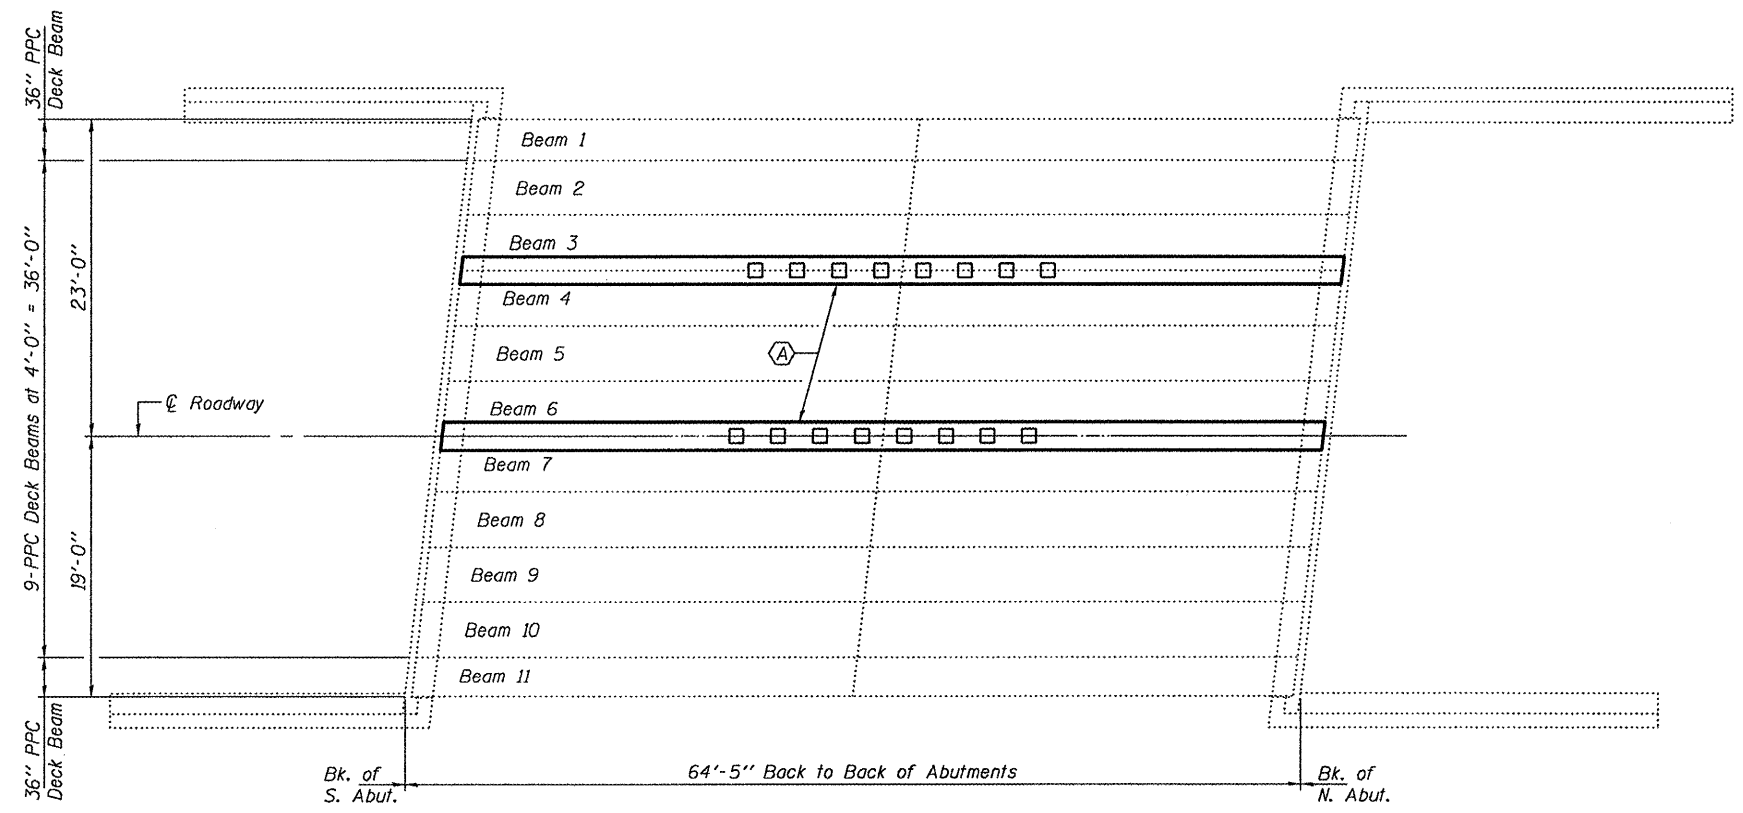 36" PPC
Deck Beam
9-PPC Deck Beams at 4'-0" = 36'-0"
23'-0"
19'-0"
36" PPC
Deck Beam
℄ Roadway
Beam 1
Beam 2
Beam 3
Beam 4
Beam 5
A
Beam 6
Beam 7
Beam 8
Beam 9
Beam 10
Beam 11
Bk. of
S. Abut.
64'-5" Back to Back of Abutments
Bk. of
N. Abut.